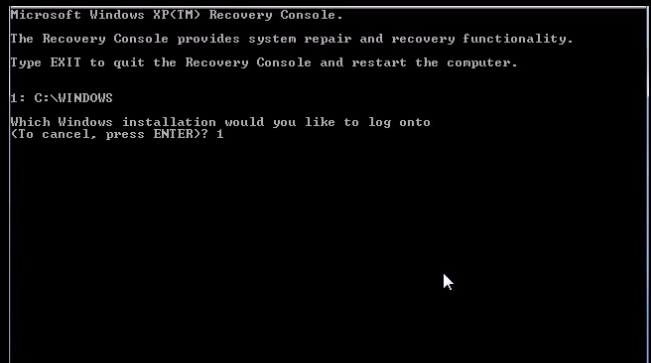 Microsoft Windows XP(TM) Recovery Console.
The Recovery Console provides system repair and recovery functionality.
Type EXIT to quit the Recovery Console and restart the computer.
1: C:\WINDOWS
Which Windows installation would you like to log onto
(To cancel, press ENTER)? 1